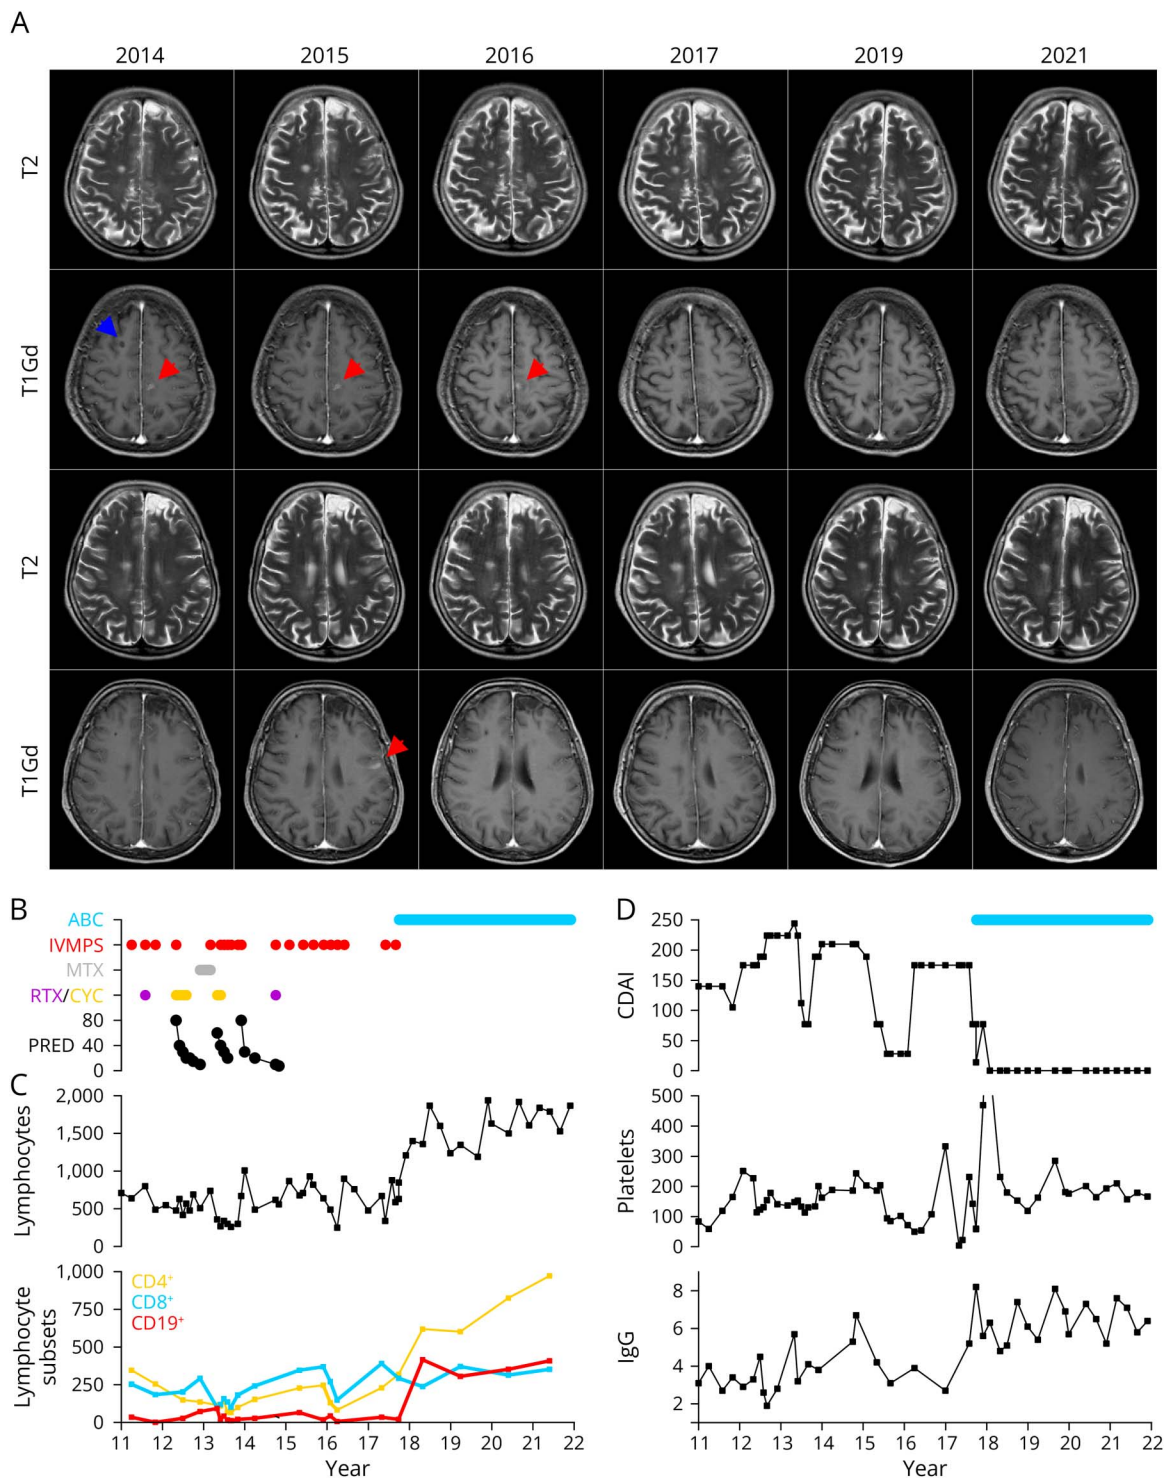 A
2014 2015 2016 2017 2019 2021
T2
T1Gd
T2
T1Gd
B
ABC
IVMPS
MTX
RTX/CYC
80
PRED 40
0
C
2,000
1,500
1,000
500
0
Lymphocytes
1,000
750
500
250
0
Lymphocyte
subsets
CD4+
CD8+
CD19+
11 12 13 14 15 16 17 18 19 20 21 22
Year
D
250
200
150
100
50
0
CDAI
500
400
300
200
100
0
Platelets
8
6
4
2
IgG
11 12 13 14 15 16 17 18 19 20 21 22
Year